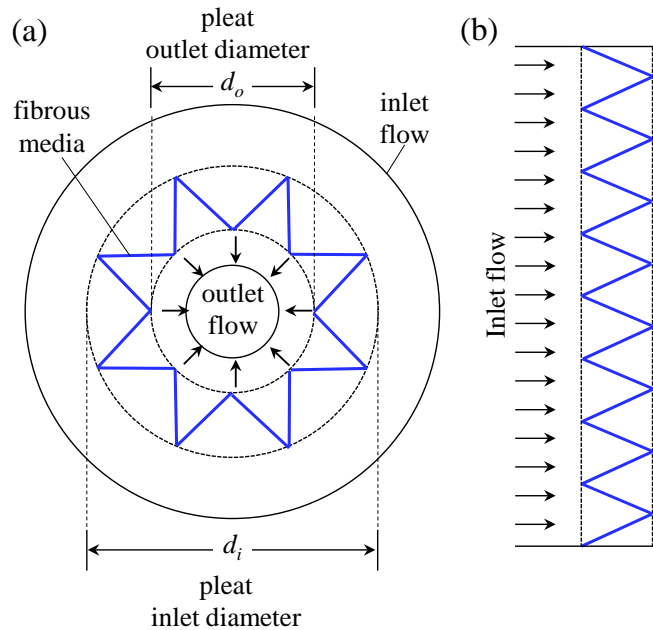 (a)
pleat
outlet diameter
d_o
fibrous
media
inlet
flow
outlet
flow
d_i
pleat
inlet diameter
(b)
Inlet flow